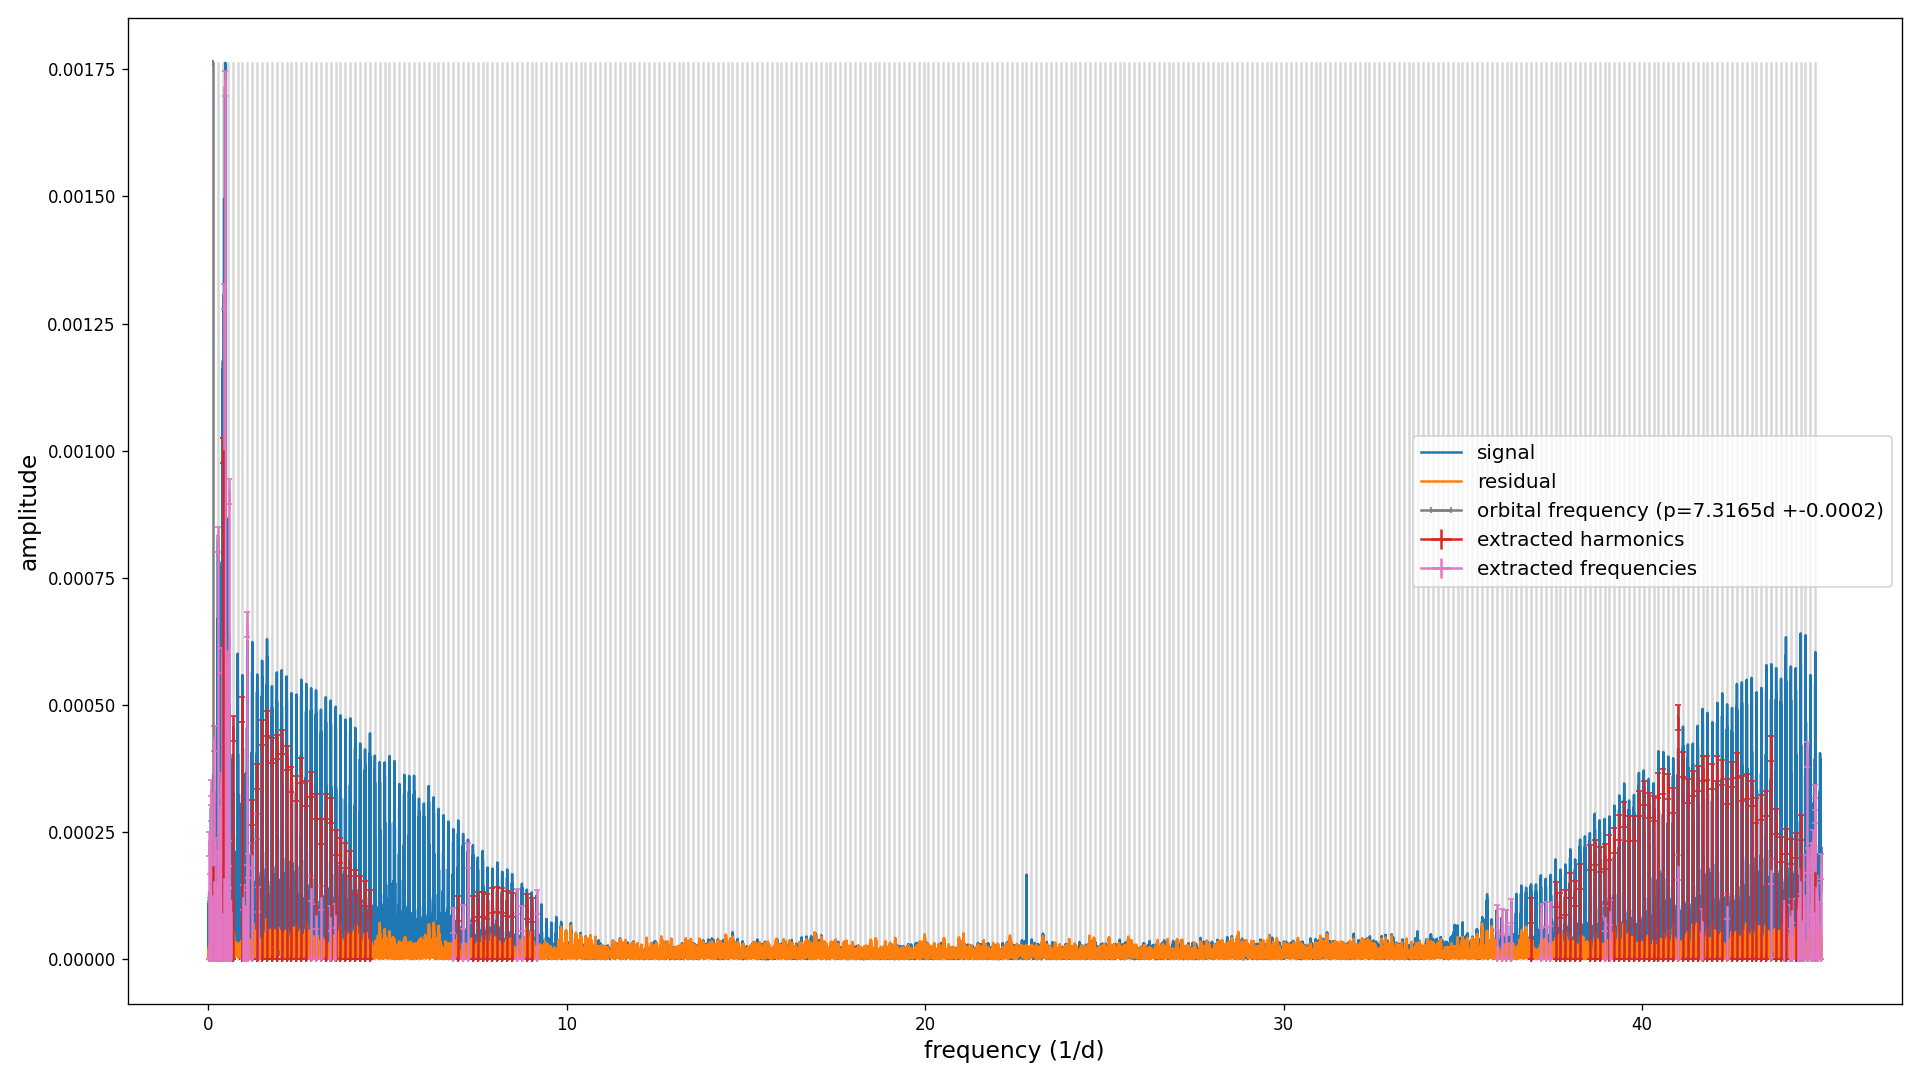 0.00175
0.00150
0.00125
0.00100
0.00075
0.00050
0.00025
0.00000
amplitude
signal
residual
orbital frequency (p=7.3165d +-0.0002)
extracted harmonics
extracted frequencies
0 10 20 30 40
frequency (1/d)